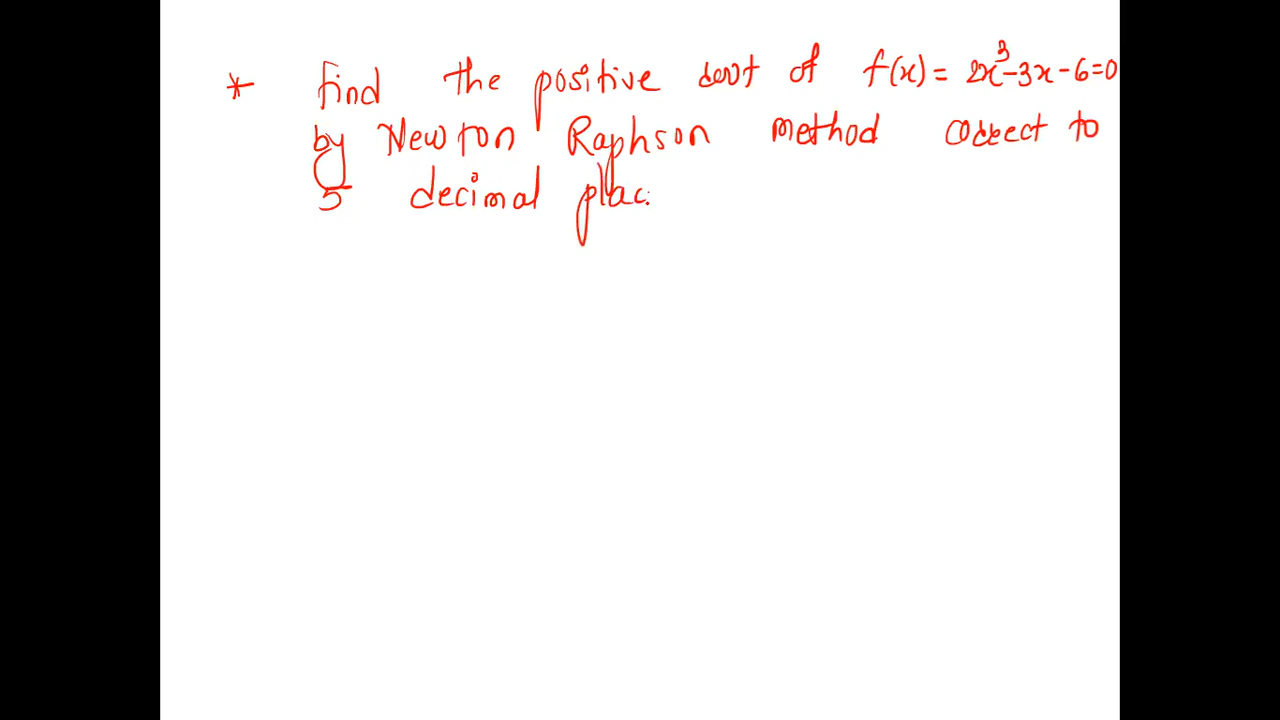 * Find the positive root of f(x) = 2x³-3x-6=0
by Newton Raphson method correct to
5 decimal plac